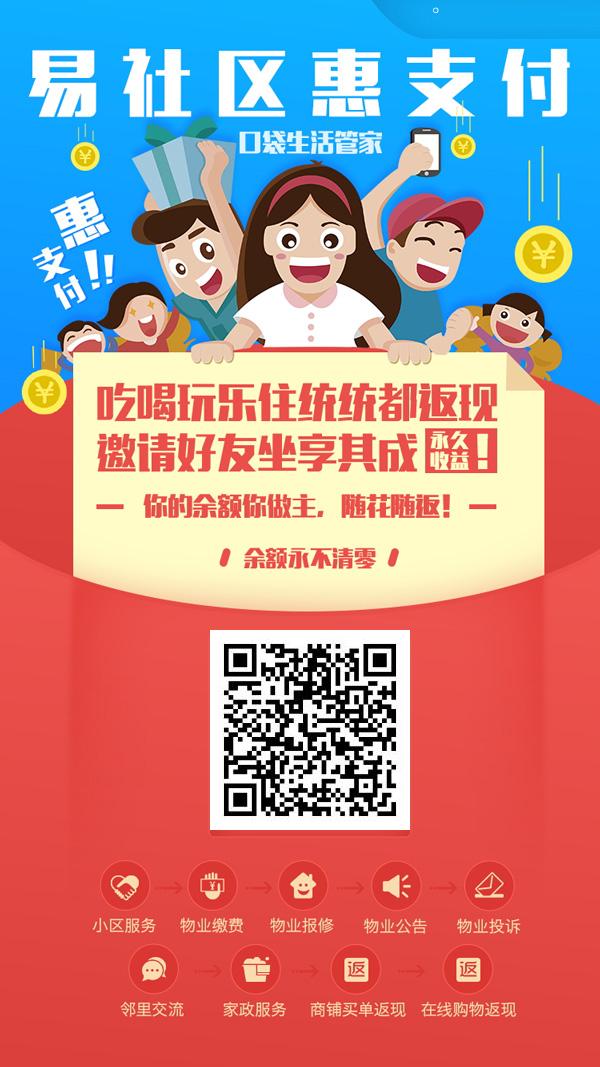 易社区惠支付
口袋生活管家
惠
支付!!
吃喝玩乐住统统都返现
邀请好友坐享其成永久收益!
你的余额你做主，随花随返!
余额永不清零
小区服务 物业缴费 物业报修 物业公告 物业投诉
返 返
邻里交流 家政服务 商铺买单返现 在线购物返现